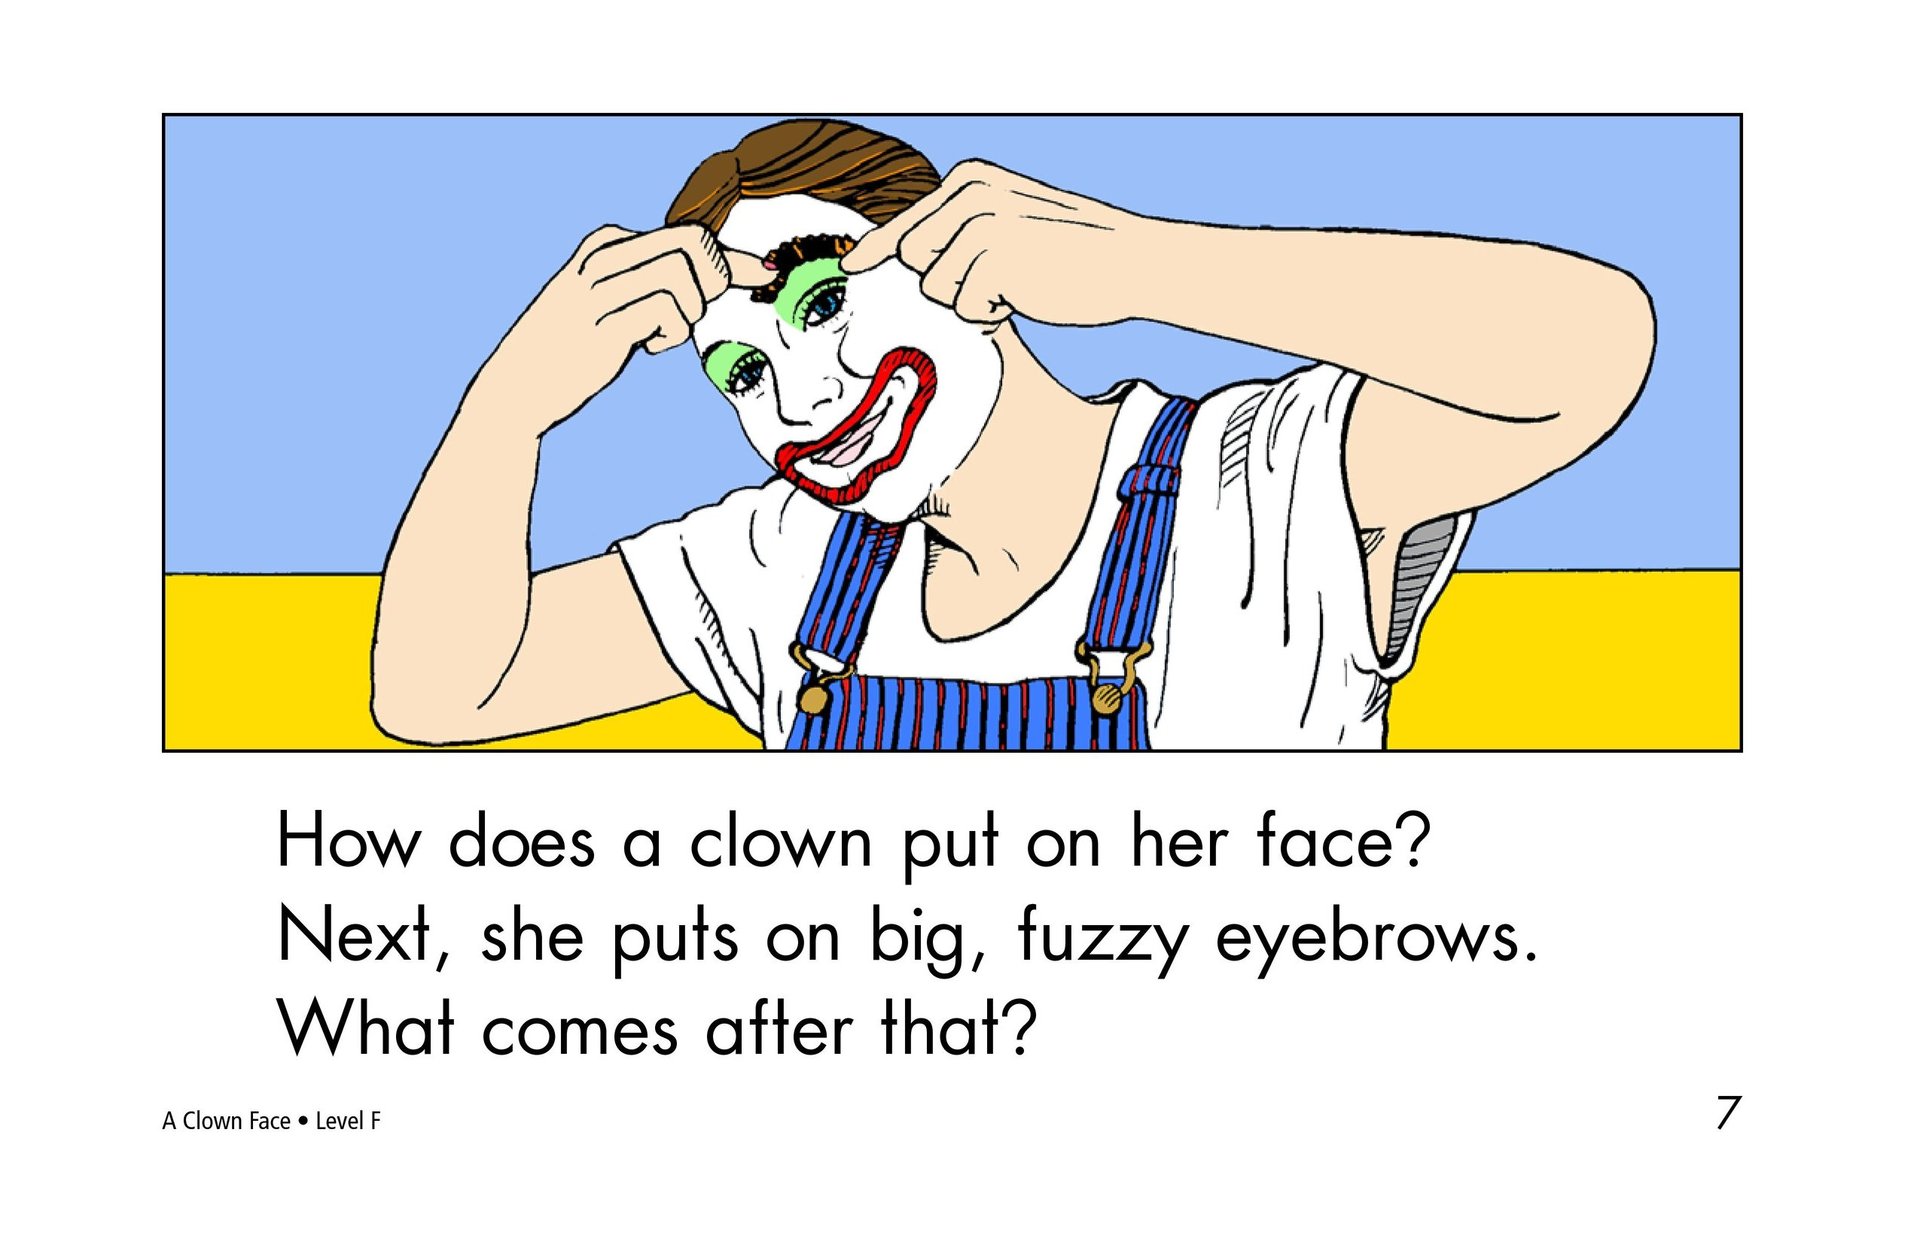 How does a clown put on her face?
Next, she puts on big, fuzzy eyebrows.
What comes after that?
A Clown Face • Level F
7